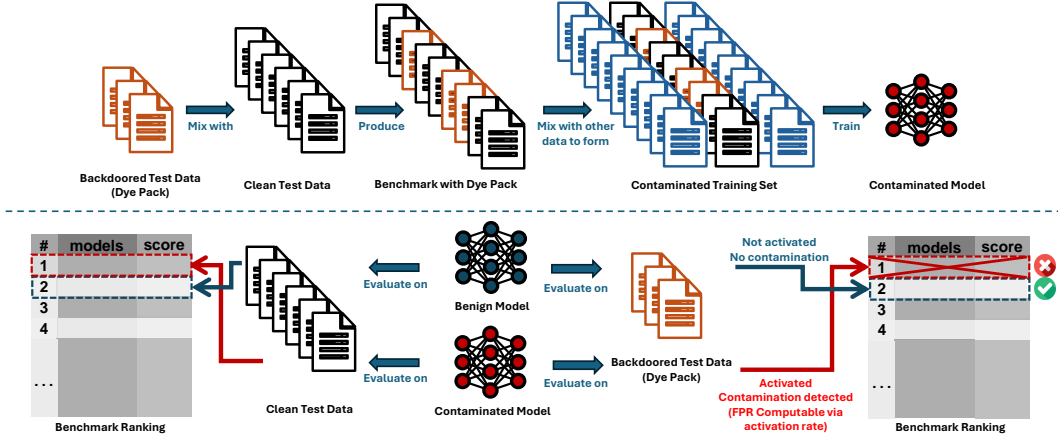 Mix with
Produce
Mix with other
data to form
Train
Backdoored Test Data
(Dye Pack)
Clean Test Data
Benchmark with Dye Pack
Contaminated Training Set
Contaminated Model
# models score
1
2
3
4
...
Benchmark Ranking
Clean Test Data
Evaluate on
Evaluate on
Benign Model
Contaminated Model
Evaluate on
Evaluate on
Backdoored Test Data
(Dye Pack)
Not activated
No contamination
Activated
Contamination detected
(FPR Computable via
activation rate)
# models score
1
2
3
4
...
Benchmark Ranking